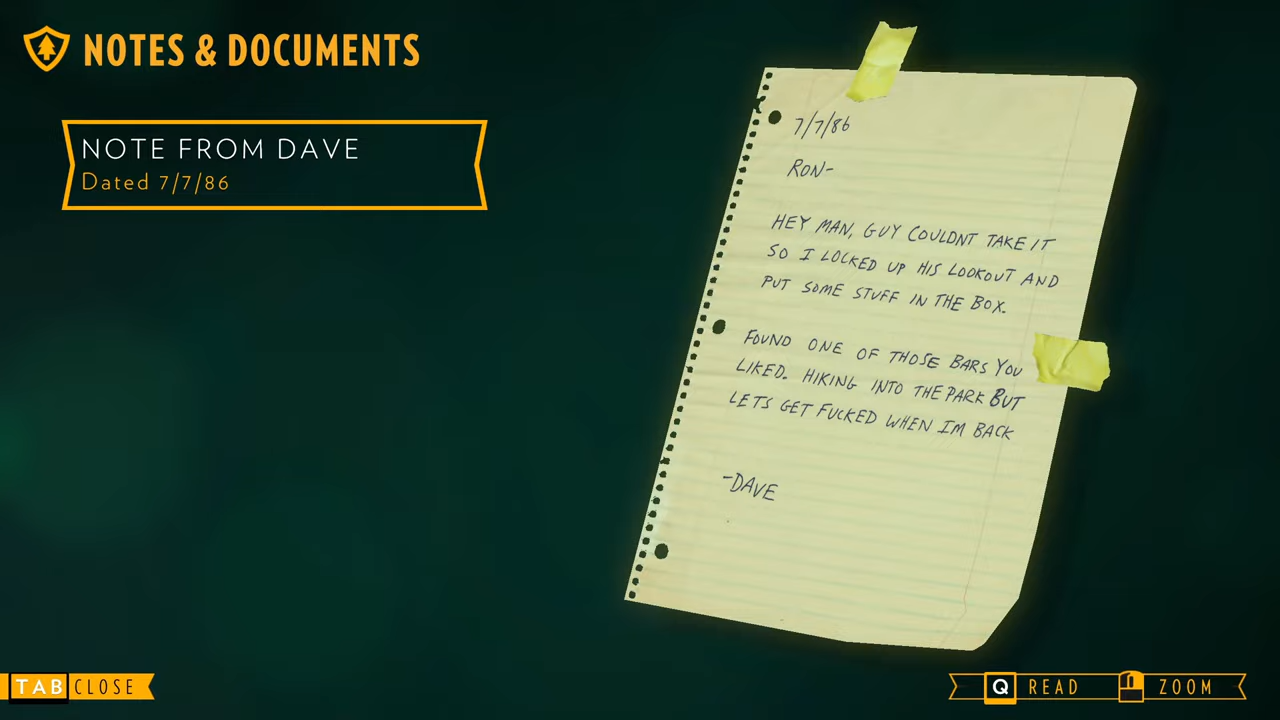 NOTES & DOCUMENTS
NOTE FROM DAVE
Dated 7/7/86
7/7/86
RON-
HEY MAN, GUY COULDNT TAKE IT
SO I LOCKED UP HIS LOOKOUT AND
PUT SOME STUFF IN THE BOX.
FOUND ONE OF THOSE BARS YOU
LIKED. HIKING INTO THE PARK BUT
LETS GET FUCKED WHEN IM BACK
-DAVE
TAB CLOSE
Q READ ZOOM